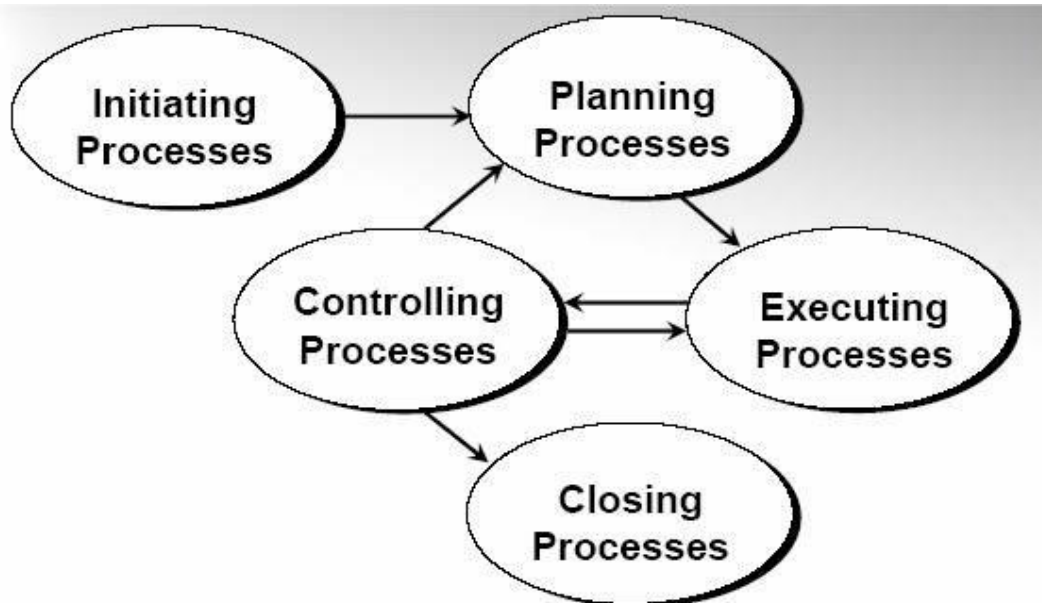 Initiating
Processes
Planning
Processes
Controlling
Processes
Executing
Processes
Closing
Processes